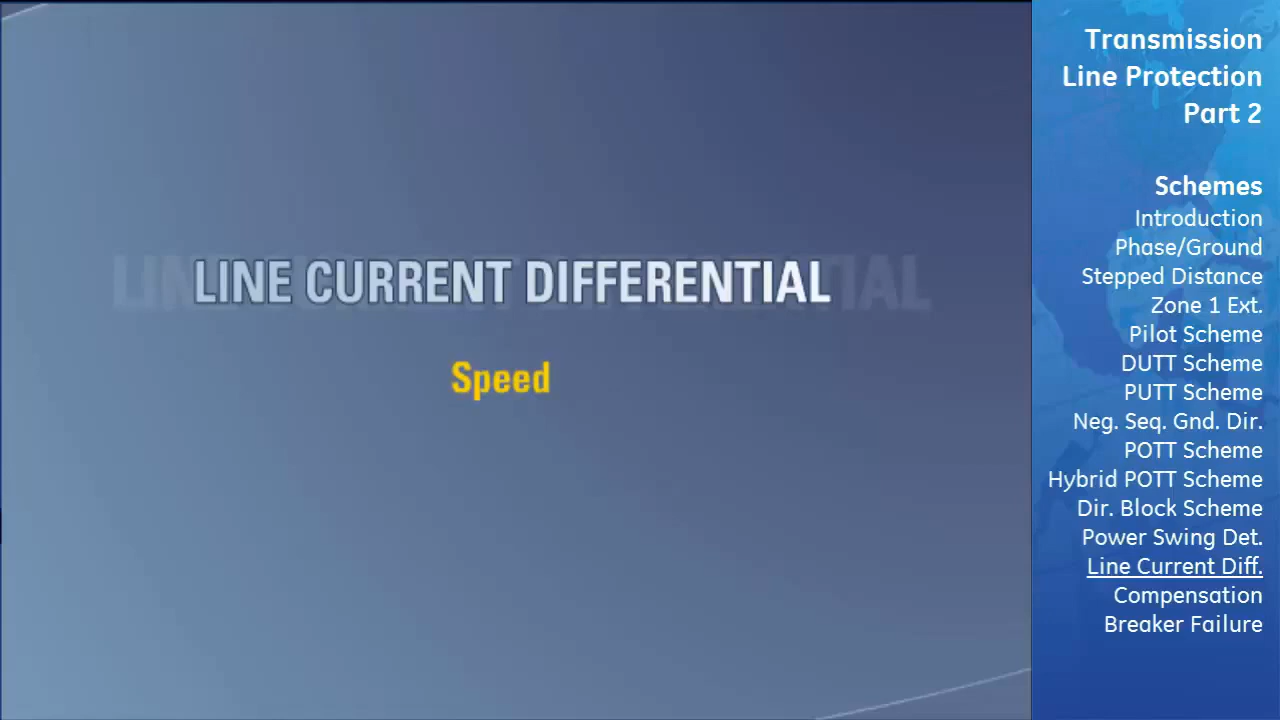 LINE CURRENT DIFFERENTIAL
Speed
Transmission
Line Protection
Part 2
Schemes
Introduction
Phase/Ground
Stepped Distance
Zone 1 Ext.
Pilot Scheme
DUTT Scheme
PUTT Scheme
Neg. Seq. Gnd. Dir.
POTT Scheme
Hybrid POTT Scheme
Dir. Block Scheme
Power Swing Det.
Line Current Diff.
Compensation
Breaker Failure